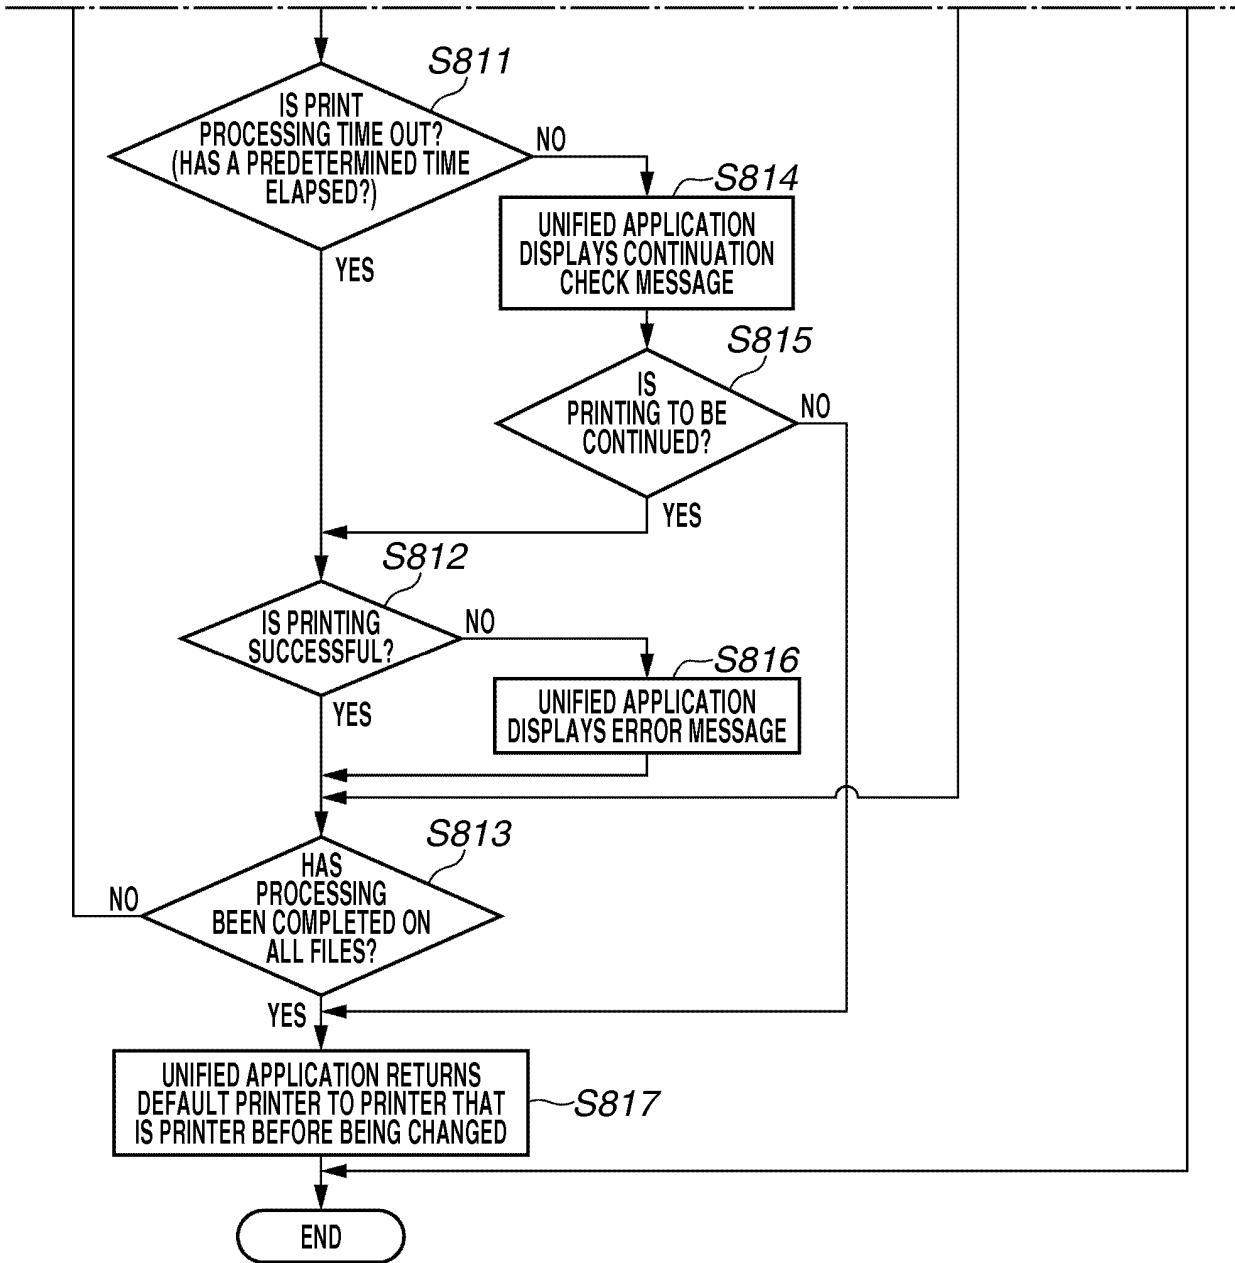 S811
IS PRINT
PROCESSING TIME OUT?
(HAS A PREDETERMINED TIME
ELAPSED?)
NO
YES
S814
UNIFIED APPLICATION
DISPLAYS CONTINUATION
CHECK MESSAGE
S815
IS
PRINTING TO BE
CONTINUED?
NO
YES
S812
IS PRINTING
SUCCESSFUL?
NO
YES
S816
UNIFIED APPLICATION
DISPLAYS ERROR MESSAGE
S813
HAS
PROCESSING
BEEN COMPLETED ON
ALL FILES?
NO
YES
UNIFIED APPLICATION RETURNS
DEFAULT PRINTER TO PRINTER THAT
IS PRINTER BEFORE BEING CHANGED
S817
END